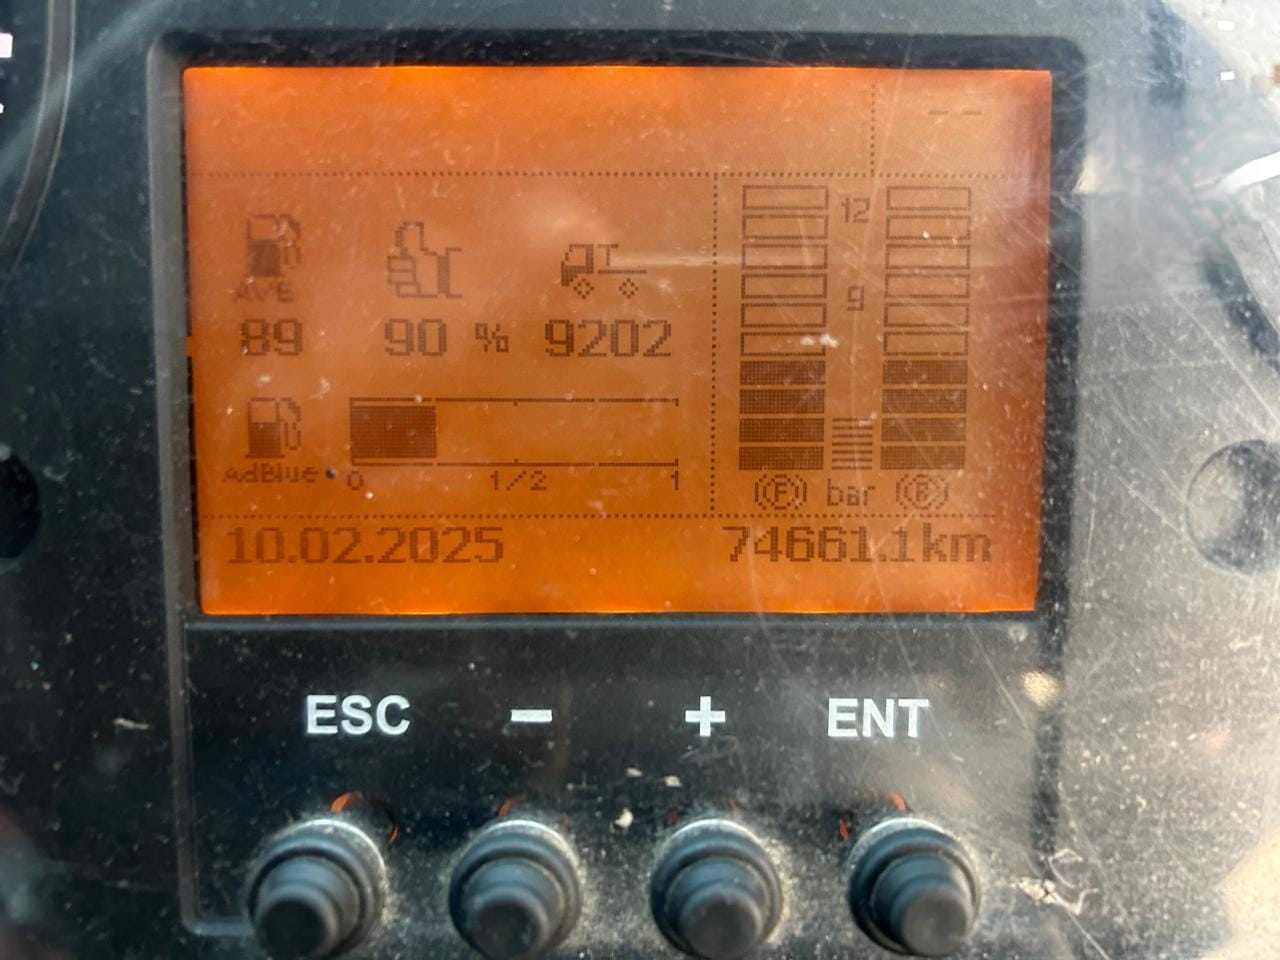 12
9
AVE
89 90 % 9202
AdBlue
0 1/2 1
(P) bar (B)
10.02.2025 74661.1km
ESC - + ENT